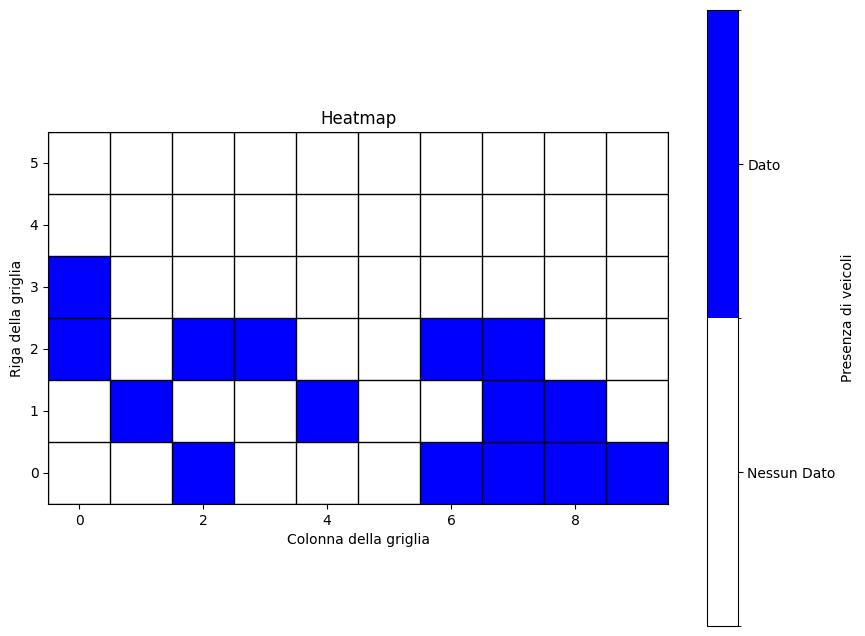 Heatmap
Riga della griglia
5
4
3
2
1
0
0 2 4 6 8
Colonna della griglia
Dato
Nessun Dato
Presenza di veicoli